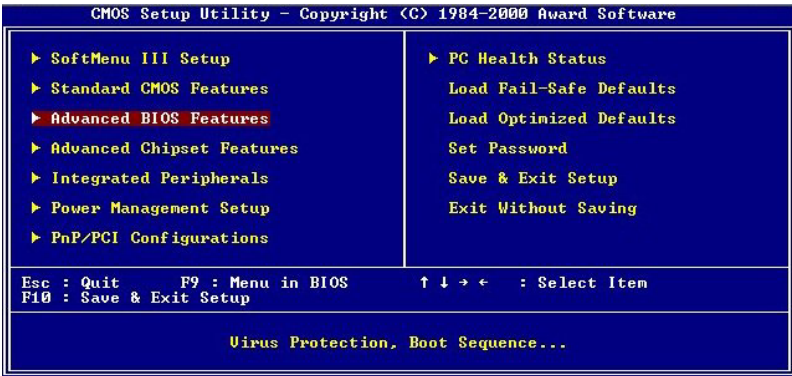 CMOS Setup Utility - Copyright (C) 1984-2000 Award Software
▶ SoftMenu III Setup
▶ Standard CMOS Features
▶ Advanced BIOS Features
▶ Advanced Chipset Features
▶ Integrated Peripherals
▶ Power Management Setup
▶ PnP/PCI Configurations
▶ PC Health Status
Load Fail-Safe Defaults
Load Optimized Defaults
Set Password
Save & Exit Setup
Exit Without Saving
Esc : Quit F9 : Menu in BIOS ↑ ↓ → ← : Select Item
F10 : Save & Exit Setup
Virus Protection, Boot Sequence...